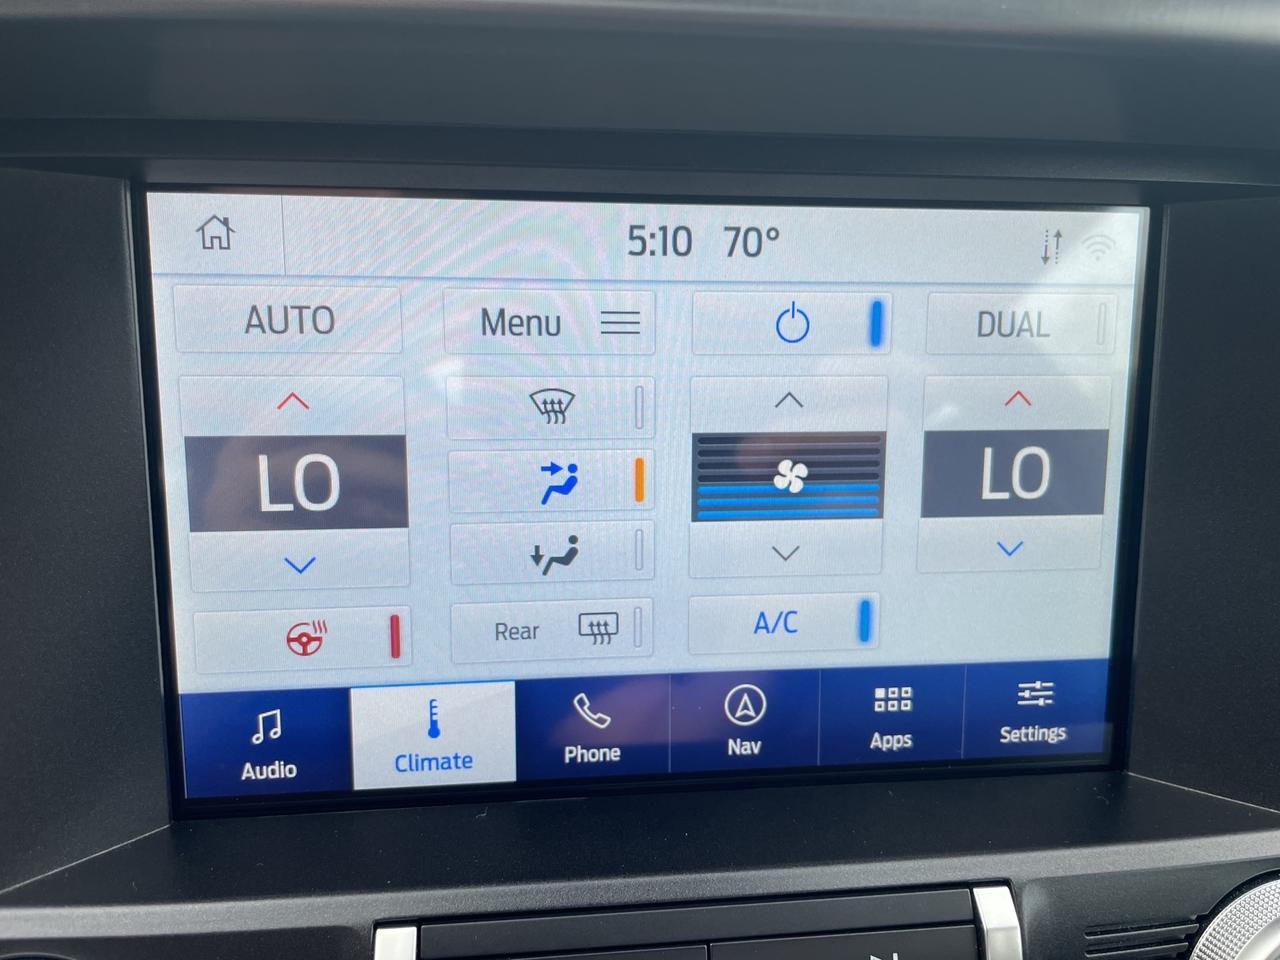 5:10 70°
AUTO
Menu
DUAL
LO
LO
Rear
A/C
Audio
Climate
Phone
Nav
Apps
Settings